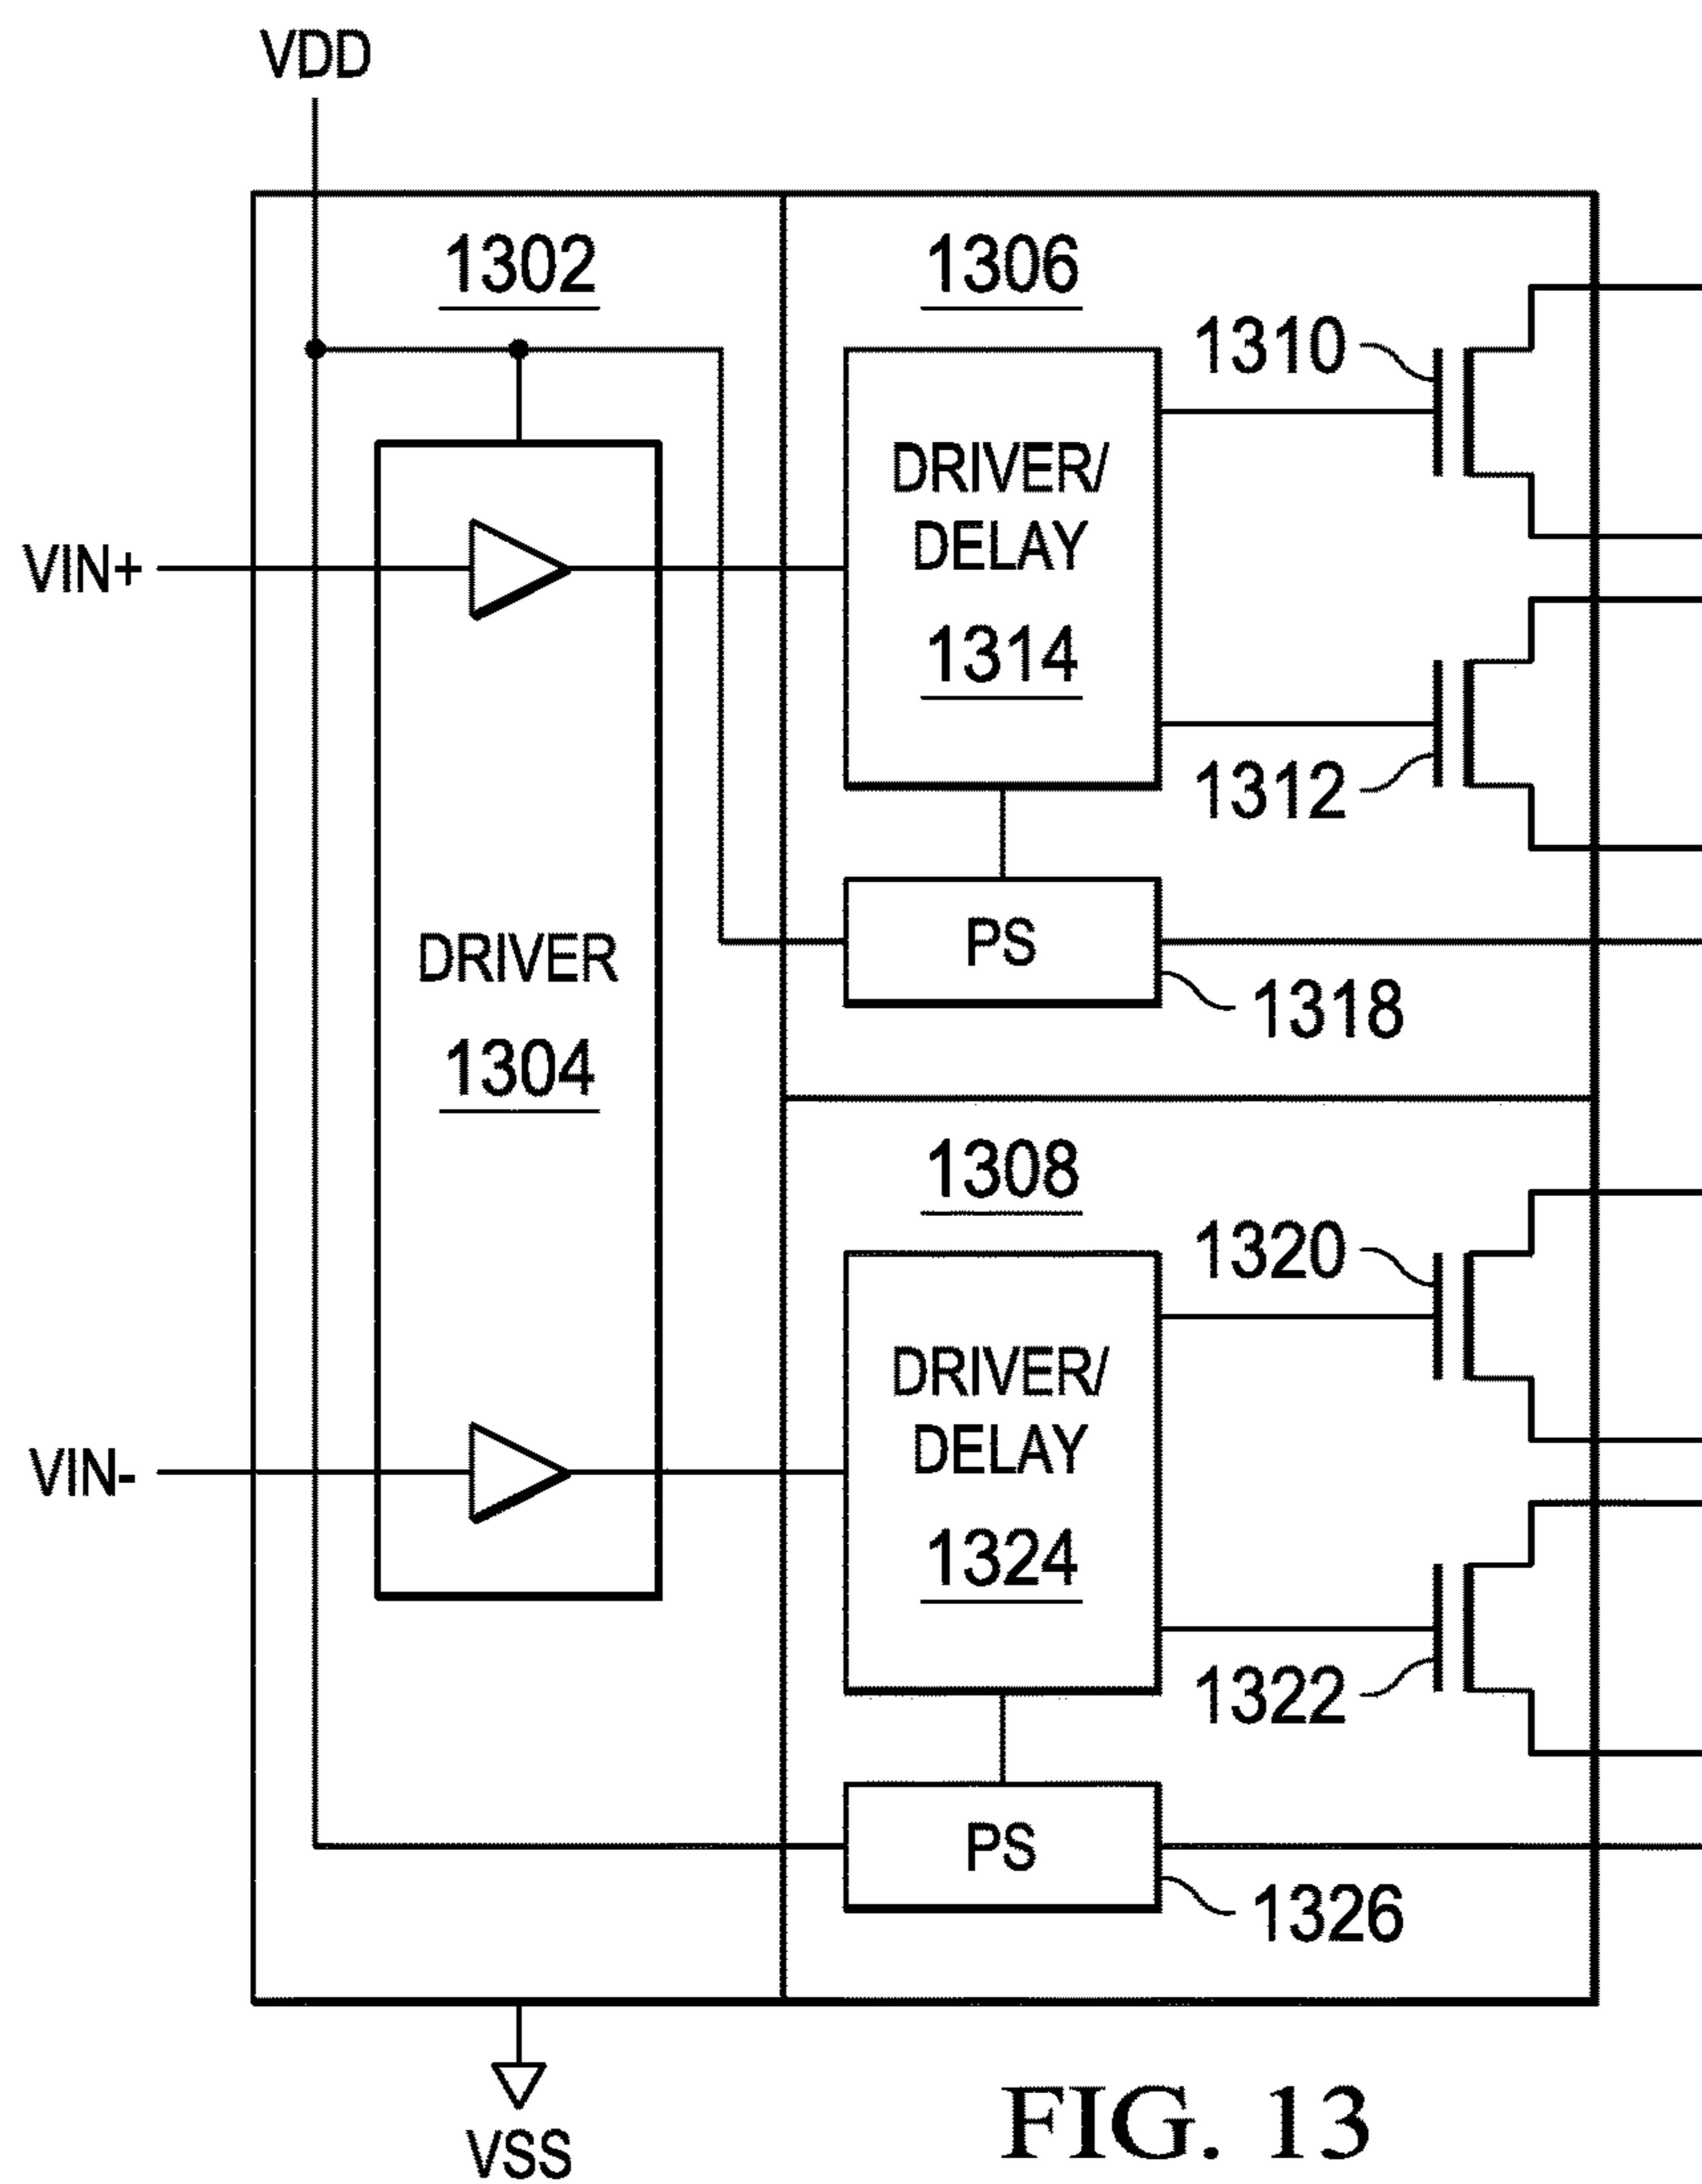 VDD
1302
1306
1310
DRIVER/
DELAY
1314
VIN+
1312
PS
1318
DRIVER
1304
1308
1320
DRIVER/
DELAY
1324
VIN-
1322
PS
1326
VSS
FIG. 13